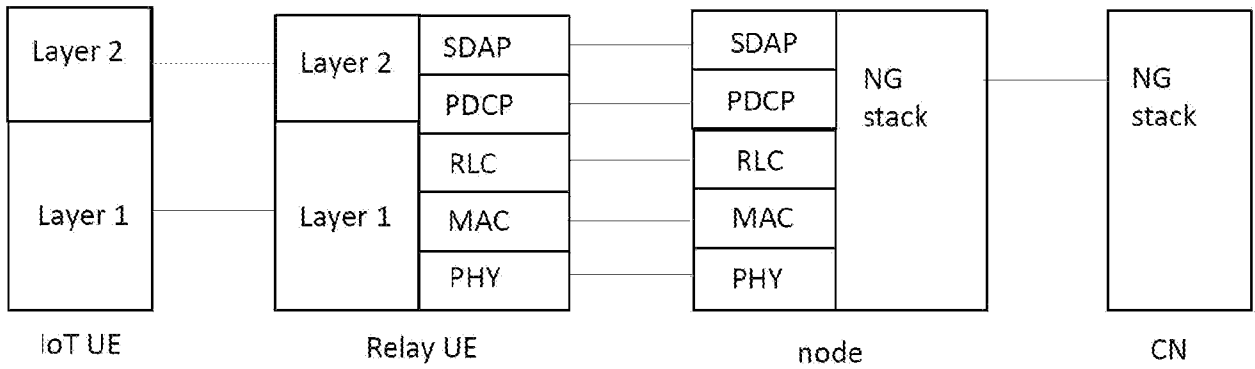 Layer 2
Layer 1
IoT UE
Layer 2
Layer 1
SDAP
PDCP
RLC
MAC
PHY
Relay UE
SDAP
PDCP
RLC
MAC
PHY
NG
stack
node
NG
stack
CN